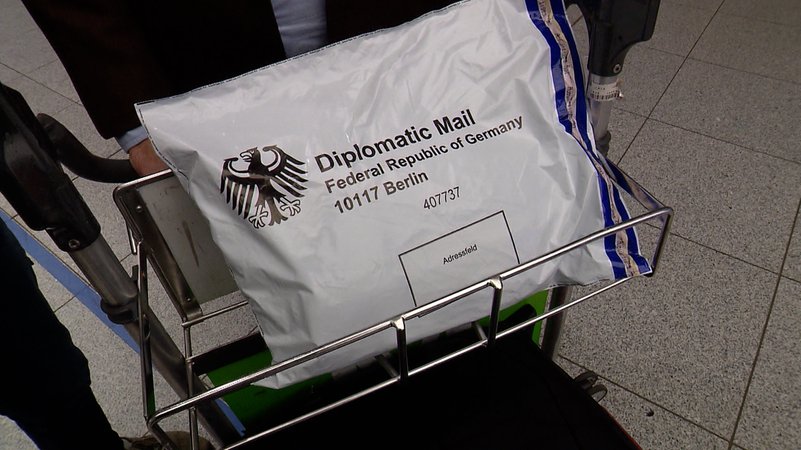 Diplomatic Mail
Federal Republic of Germany
10117 Berlin
407737
Adressfeld